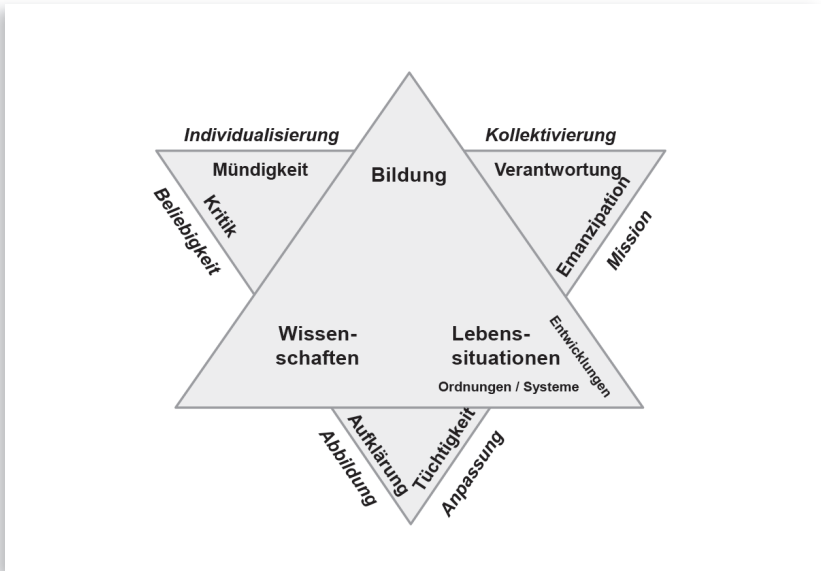 Individualisierung
Kollektivierung
Mündigkeit
Bildung
Verantwortung
Kritik
Beliebigkeit
Emanzipation
Mission
Wissen-
schaften
Lebens-
situationen
Entwicklungen
Ordnungen / Systeme
Aufklärung
Tüchtigkeit
Abbildung
Anpassung